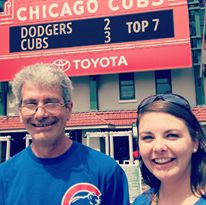 CHICAGO CUBS
DODGERS 2 TOP 7
CUBS 3
TOYOTA